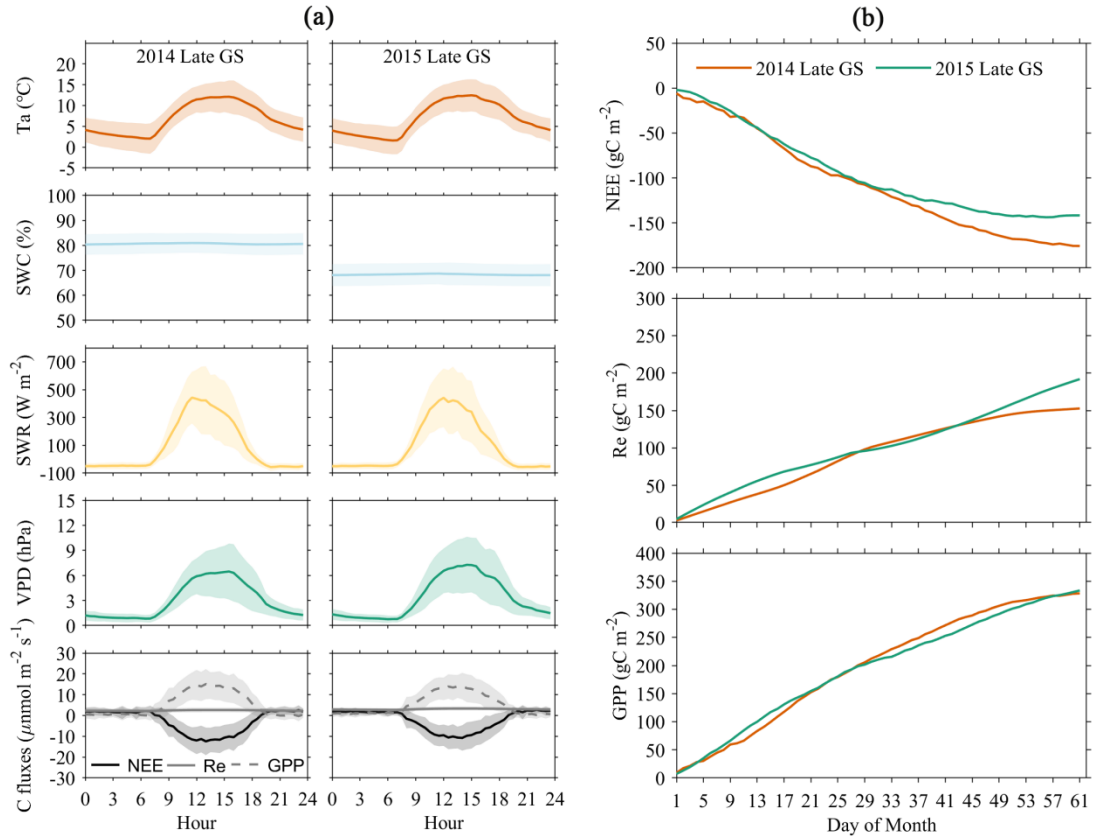 (a)
2014 Late GS
2015 Late GS
Ta (°C)
20
15
10
5
0
-5
SWC (%)
100
90
80
70
60
50
SWR (W m-2)
700
500
300
100
-100
VPD (hPa)
15
12
9
6
3
0
C fluxes (μnmol m-2 s-1)
30
20
10
0
-10
-20
-30
NEE Re GPP
0 3 6 9 12 15 18 21 24
0 3 6 9 12 15 18 21 24
Hour
Hour
(b)
2014 Late GS 2015 Late GS
NEE (gC m-2)
50
0
-50
-100
-150
-200
Re (gC m-2)
300
250
200
150
100
50
0
GPP (gC m-2)
400
350
300
250
200
150
100
50
0
1 5 9 13 17 21 25 29 33 37 41 45 49 53 57 61
Day of Month